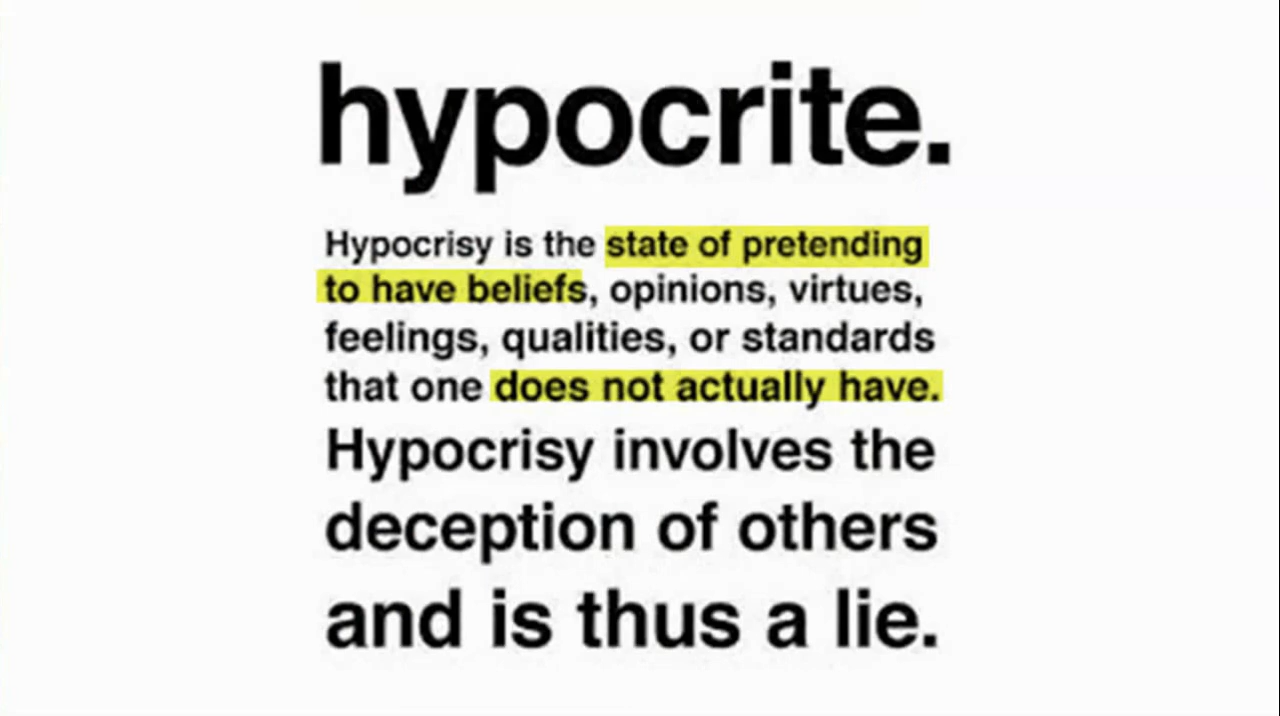 hypocrite.
Hypocrisy is the state of pretending
to have beliefs, opinions, virtues,
feelings, qualities, or standards
that one does not actually have.
Hypocrisy involves the
deception of others
and is thus a lie.